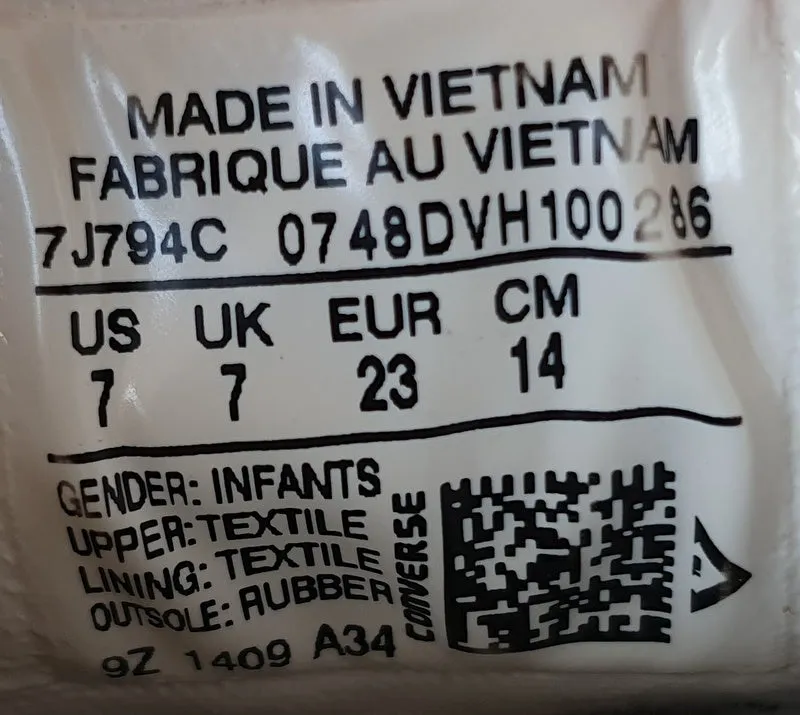 MADE IN VIETNAM
FABRIQUE AU VIETNAM
7J794C 0748DVH100286
US UK EUR CM
7 7 23 14
GENDER: INFANTS
UPPER: TEXTILE
LINING: TEXTILE
OUTSOLE: RUBBER
9Z 1409 A34
CONVERSE